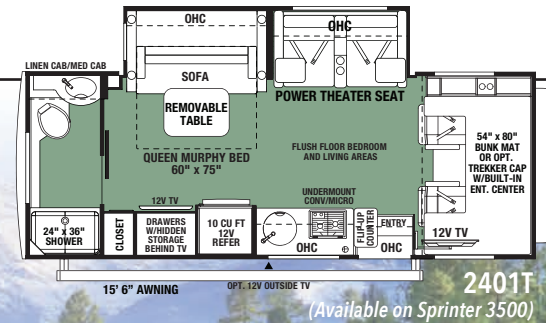 OHC
OHC
LINEN CAB/MED CAB
SOFA
REMOVABLE
TABLE
POWER THEATER SEAT
QUEEN MURPHY BED
60" x 75"
FLUSH FLOOR BEDROOM
AND LIVING AREAS
54" x 80"
BUNK MAT
OR OPT.
TREKKER CAP
W/BUILT-IN
ENT. CENTER
12V TV
UNDERMOUNT
CONV/MICRO
24" x 36"
SHOWER
CLOSET
DRAWERS
W/HIDDEN
STORAGE
BEHIND TV
10 CU FT
12V
REFER
OHC
FLIP-UP
COUNTER
ENTRY
OHC
12V TV
15' 6" AWNING
OPT. 12V OUTSIDE TV
2401T
(Available on Sprinter 3500)